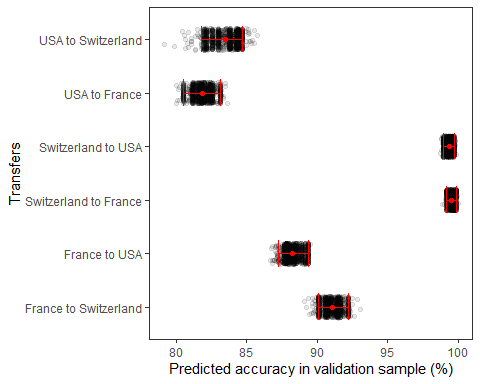 USA to Switzerland
USA to France
Switzerland to USA
Switzerland to France
France to USA
France to Switzerland
Transfers
80 85 90 95 100
Predicted accuracy in validation sample (%)